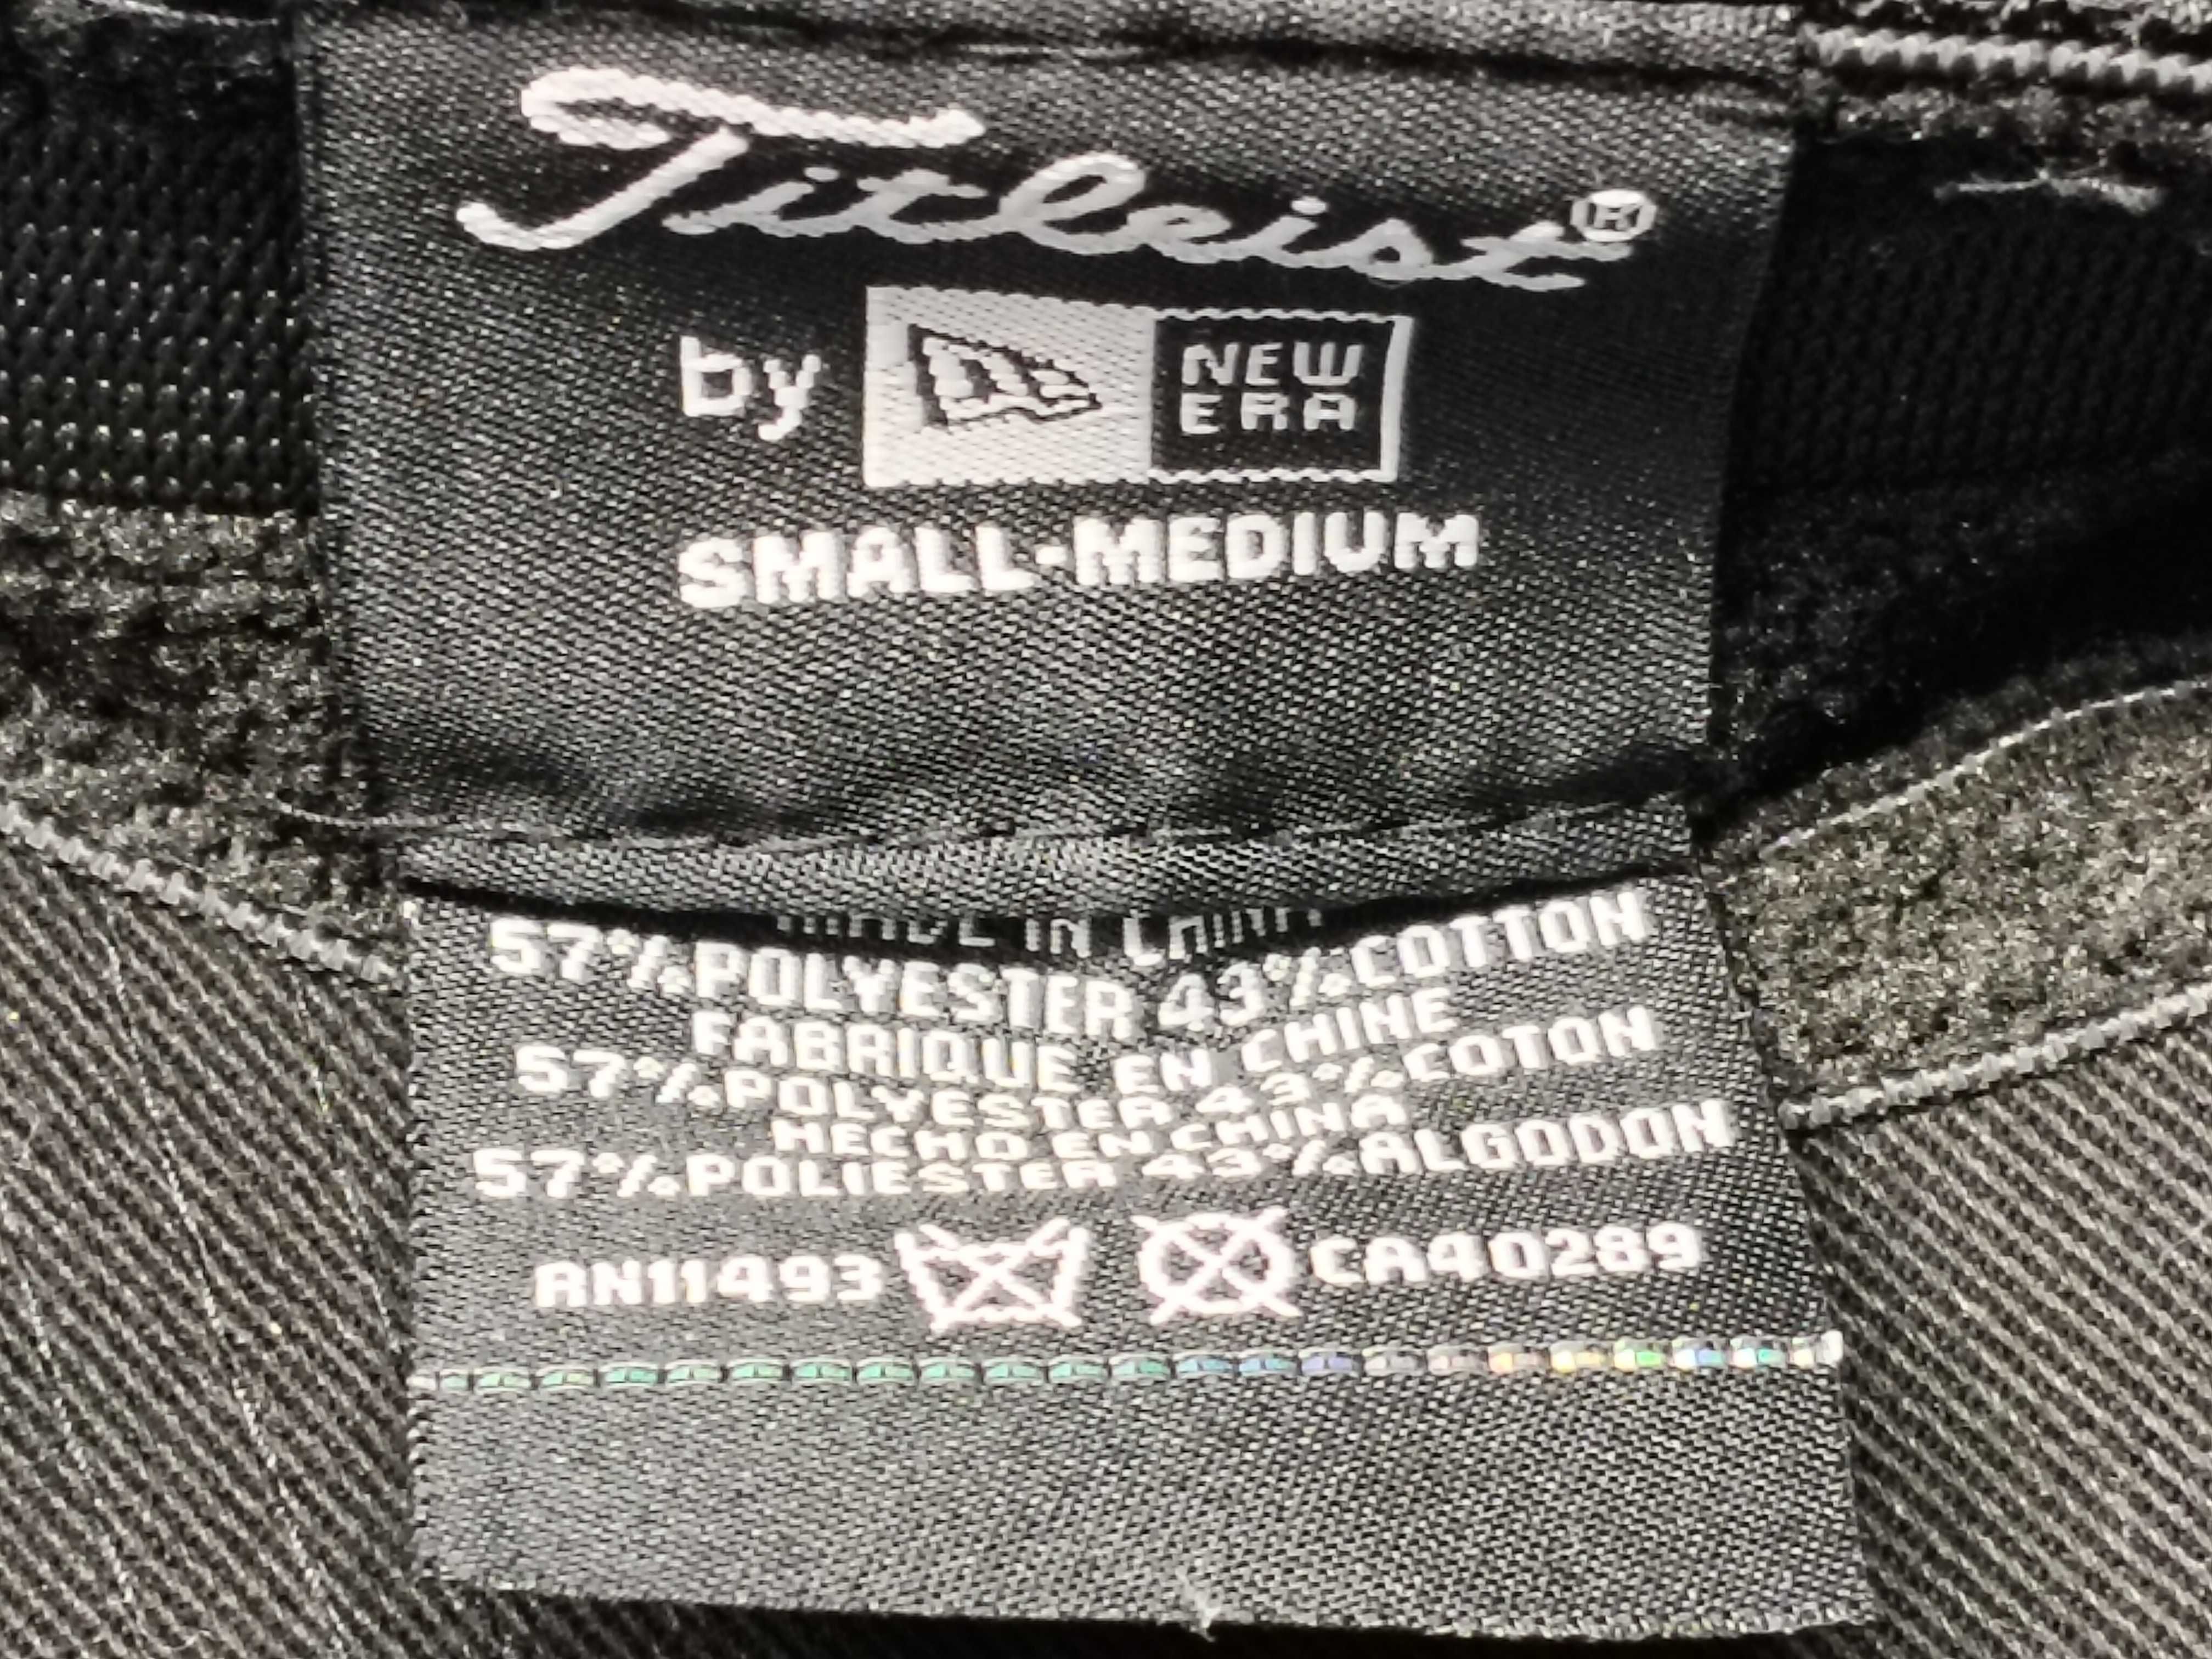 Titleist®
by NEW ERA
SMALL-MEDIUM
MADE IN CHINA
57%POLYESTER 43%COTTON
FABRIQUE EN CHINE
57%POLYESTER 43%COTON
HECHO EN CHINA
57%POLIESTER 43%ALGODON
RN11493 CA40289